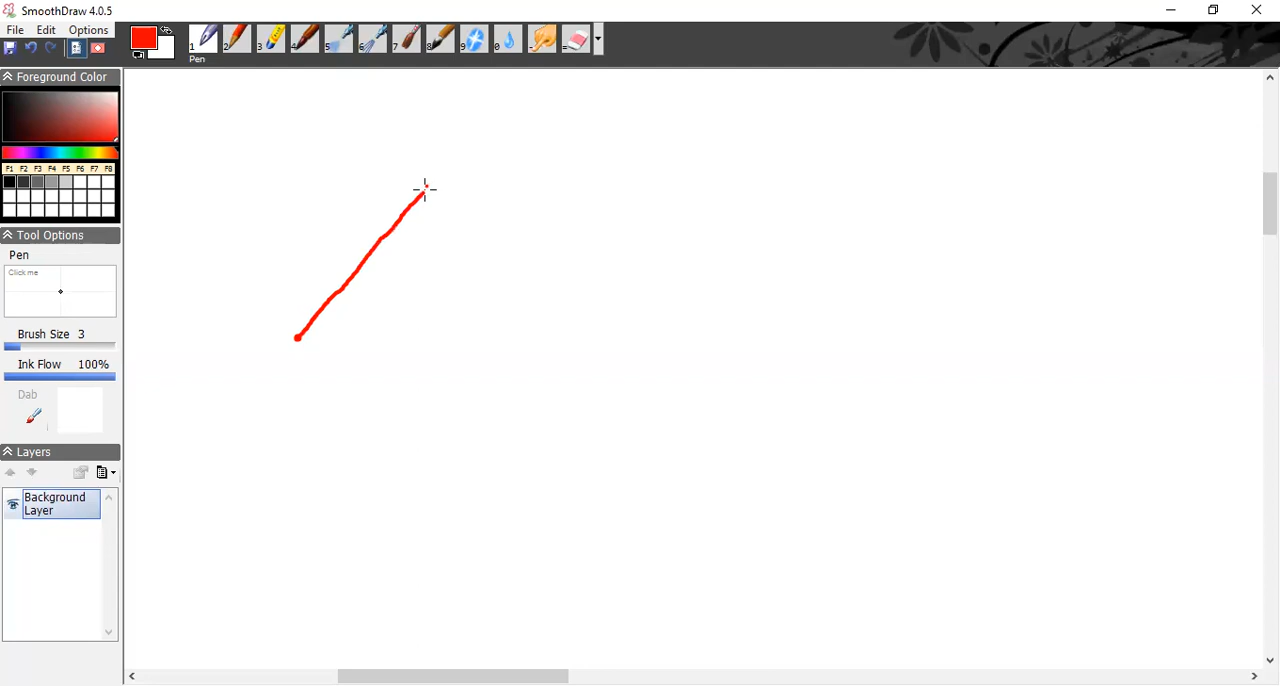 SmoothDraw 4.0.5
File Edit Options
1 2 3 4 5 6 7 8 9 0 - =
Pen
Foreground Color
F1 F2 F3 F4 F5 F6 F7 F8
Tool Options
Pen
Click me
Brush Size 3
Ink Flow 100%
Dab
Layers
Background
Layer